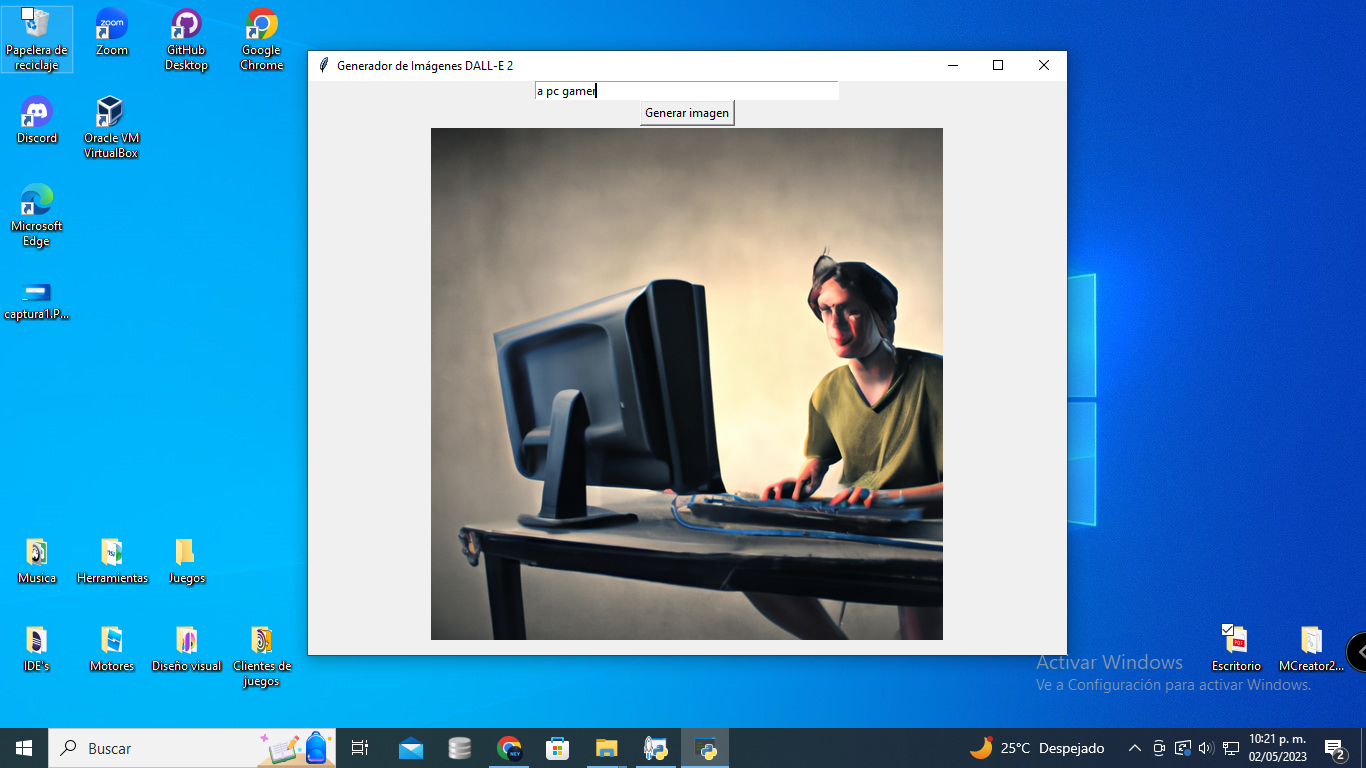 Papelera de
reciclaje
zoom
Zoom
GitHub
Desktop
Google
Chrome
Discord
Oracle VM
VirtualBox
Microsoft
Edge
captura1.P...
Generador de Imágenes DALL-E 2
a pc gamer
Generar imagen
Musica
Herramientas
Juegos
IDE's
Motores
Diseño visual
Clientes de
juegos
Activar Windows
Ve a Configuración para activar Windows.
Escritorio
MCreator2...
Buscar
25°C Despejado
10:21 p. m.
02/05/2023
2